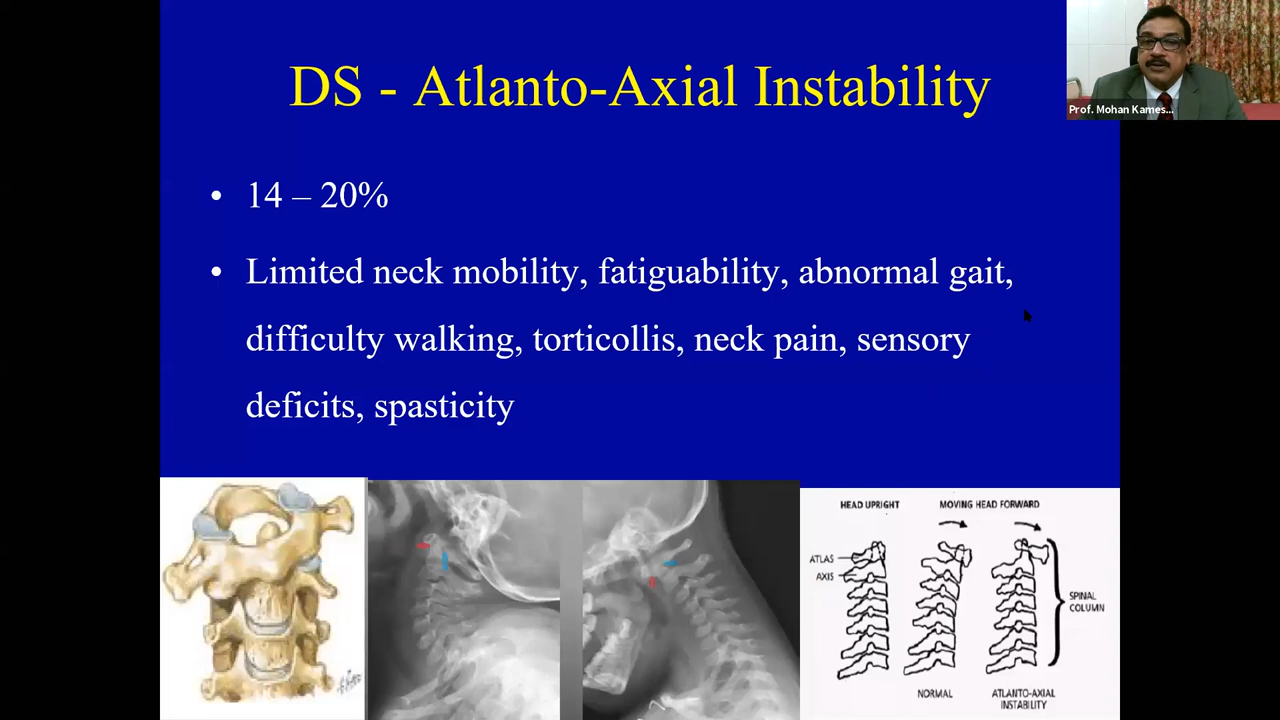 DS - Atlanto-Axial Instability
Prof. Mohan Kames...
• 14 – 20%
• Limited neck mobility, fatiguability, abnormal gait,
difficulty walking, torticollis, neck pain, sensory
deficits, spasticity
HEAD UPRIGHT
MOVING HEAD FORWARD
ATLAS
AXIS
SPINAL
COLUMN
NORMAL
ATLANTO-AXIAL
INSTABILITY